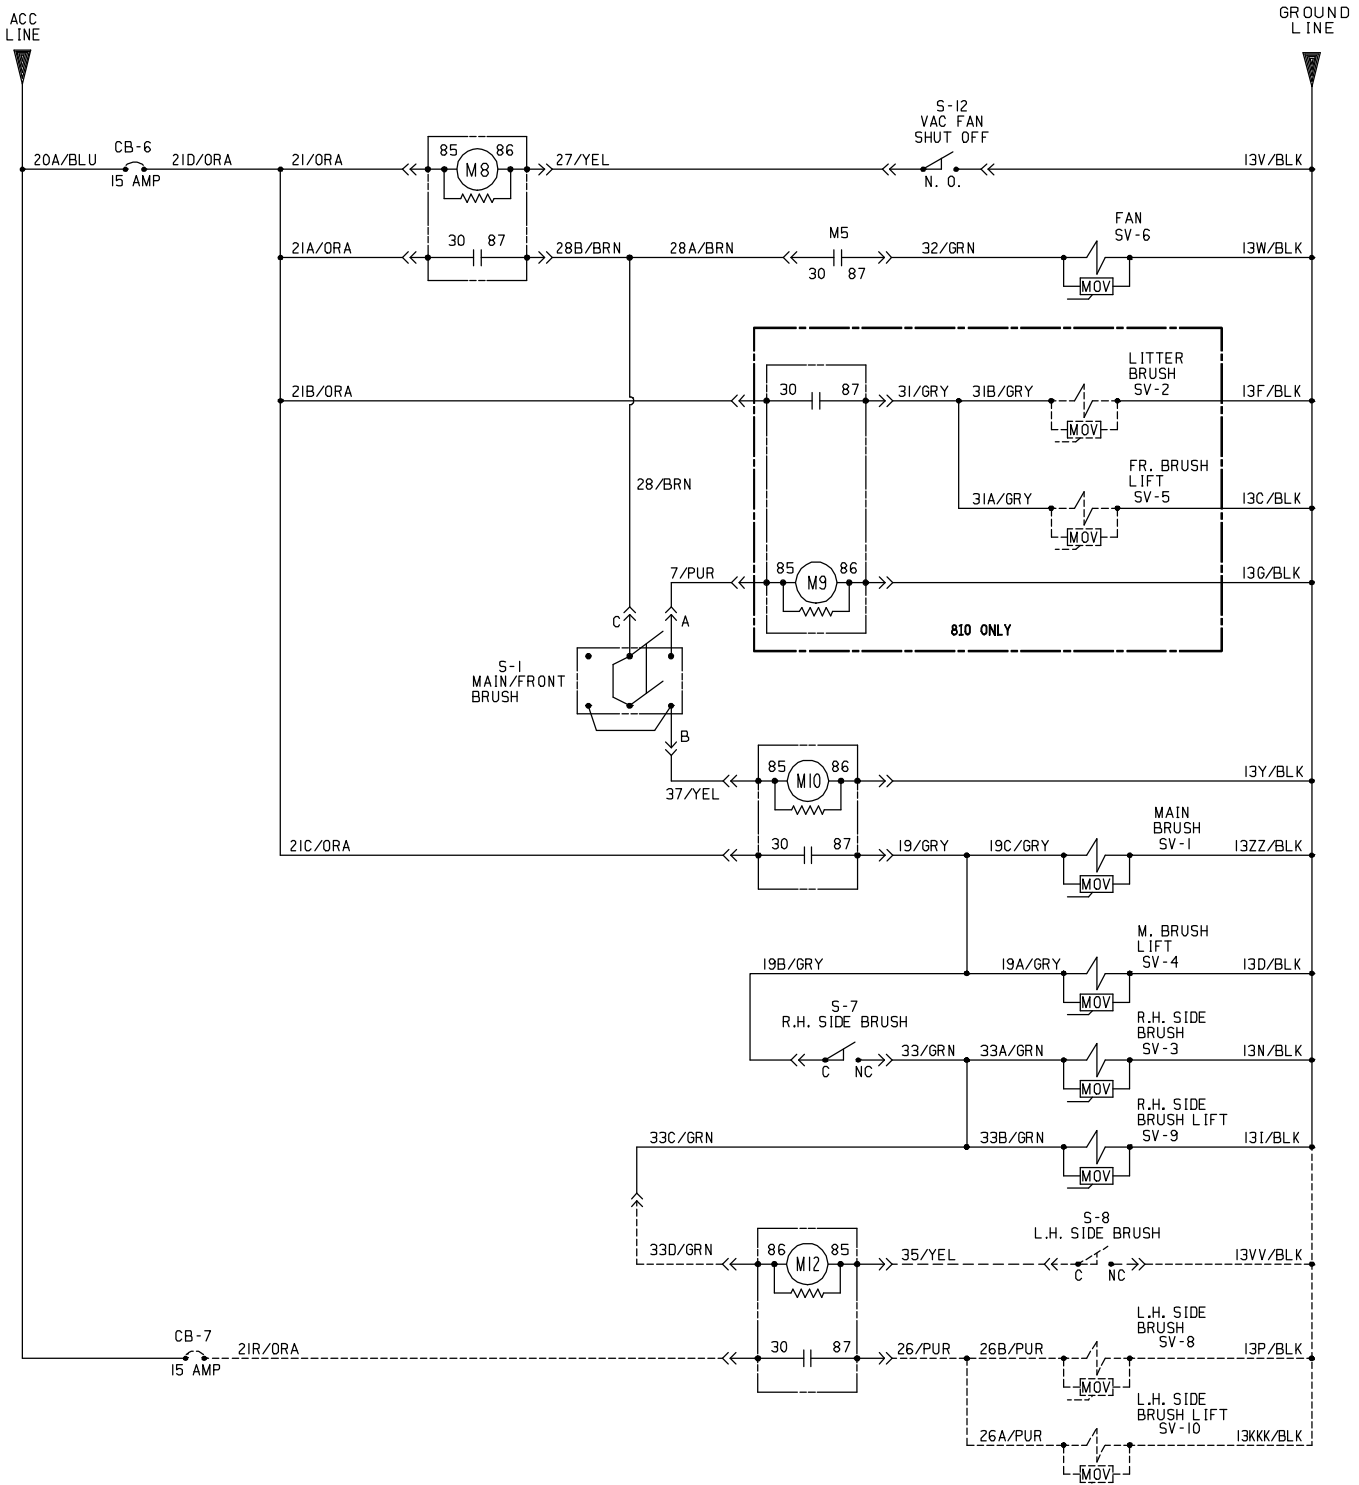 ACC
LINE
GROUND
LINE
S-12
VAC FAN
SHUT OFF
20A/BLU
CB-6
15 AMP
21D/ORA
21/ORA
85
86
M8
27/YEL
N. O.
13V/BLK
FAN
SV-6
21A/ORA
30
87
28B/BRN
28A/BRN
M5
30
87
32/GRN
MOV
13W/BLK
LITTER
BRUSH
SV-2
21B/ORA
30
87
31/GRY
31B/GRY
MOV
13F/BLK
FR. BRUSH
LIFT
SV-5
28/BRN
31A/GRY
MOV
13C/BLK
7/PUR
85
86
M9
13G/BLK
C
A
810 ONLY
S-1
MAIN/FRONT
BRUSH
B
37/YEL
85
86
M10
13Y/BLK
MAIN
BRUSH
SV-1
21C/ORA
30
87
19/GRY
19C/GRY
MOV
13ZZ/BLK
M. BRUSH
LIFT
SV-4
19B/GRY
19A/GRY
MOV
13D/BLK
S-7
R.H. SIDE BRUSH
R.H. SIDE
BRUSH
SV-3
C
NC
33/GRN
33A/GRN
MOV
13N/BLK
R.H. SIDE
BRUSH LIFT
SV-9
33C/GRN
33B/GRN
MOV
13I/BLK
S-8
L.H. SIDE BRUSH
33D/GRN
86
85
M12
35/YEL
C
NC
13VV/BLK
L.H. SIDE
BRUSH
SV-8
CB-7
15 AMP
21R/ORA
30
87
26/PUR
26B/PUR
MOV
13P/BLK
L.H. SIDE
BRUSH LIFT
SV-10
26A/PUR
MOV
13KKK/BLK